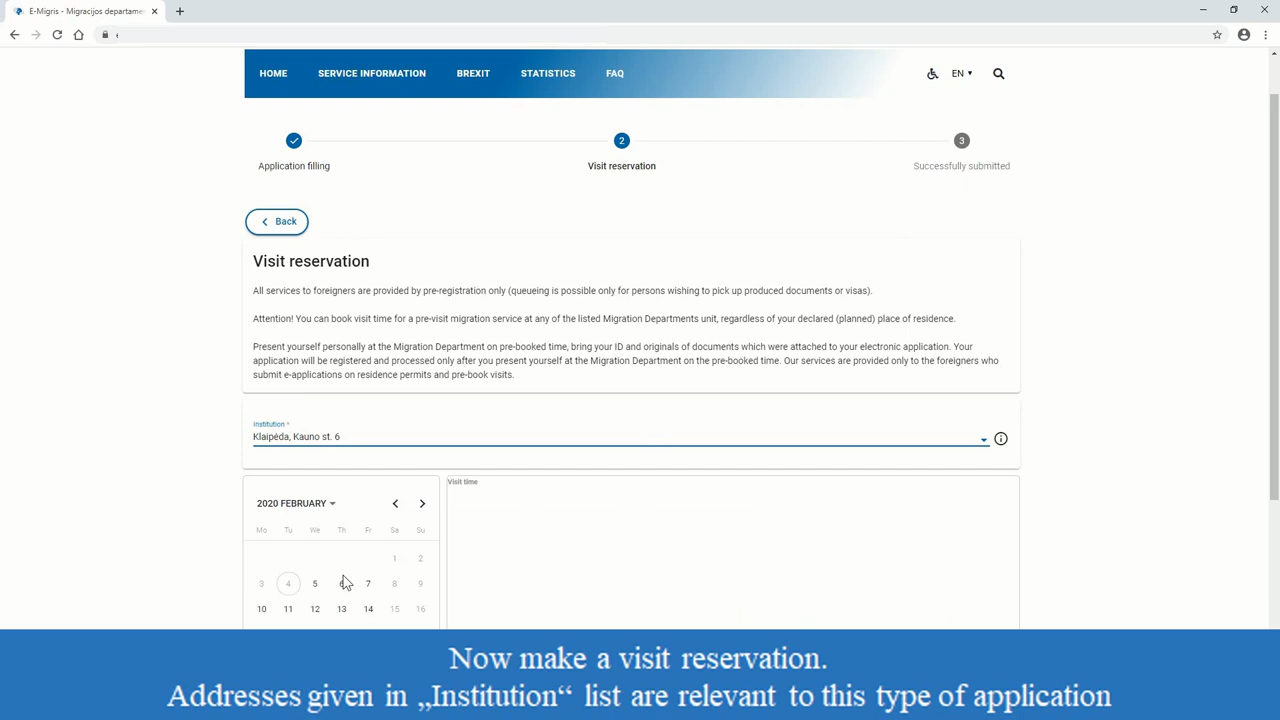 E-Migris - Migracijos departame
HOME SERVICE INFORMATION BREXIT STATISTICS FAQ EN
2 3
Application filling Visit reservation Successfully submitted
Back
Visit reservation
All services to foreigners are provided by pre-registration only (queueing is possible only for persons wishing to pick up produced documents or visas).
Attention! You can book visit time for a pre-visit migration service at any of the listed Migration Departments unit, regardless of your declared (planned) place of residence.
Present yourself personally at the Migration Department on pre-booked time, bring your ID and originals of documents which were attached to your electronic application. Your
application will be registered and processed only after you present yourself at the Migration Department on the pre-booked time. Our services are provided only to the foreigners who
submit e-applications on residence permits and pre-book visits.
Institution *
Klaipėda, Kauno st. 6
Visit time
2020 FEBRUARY
Mo Tu We Th Fr Sa Su
1 2
3 4 5 6 7 8 9
10 11 12 13 14 15 16
Now make a visit reservation.
Addresses given in „Institution“ list are relevant to this type of application